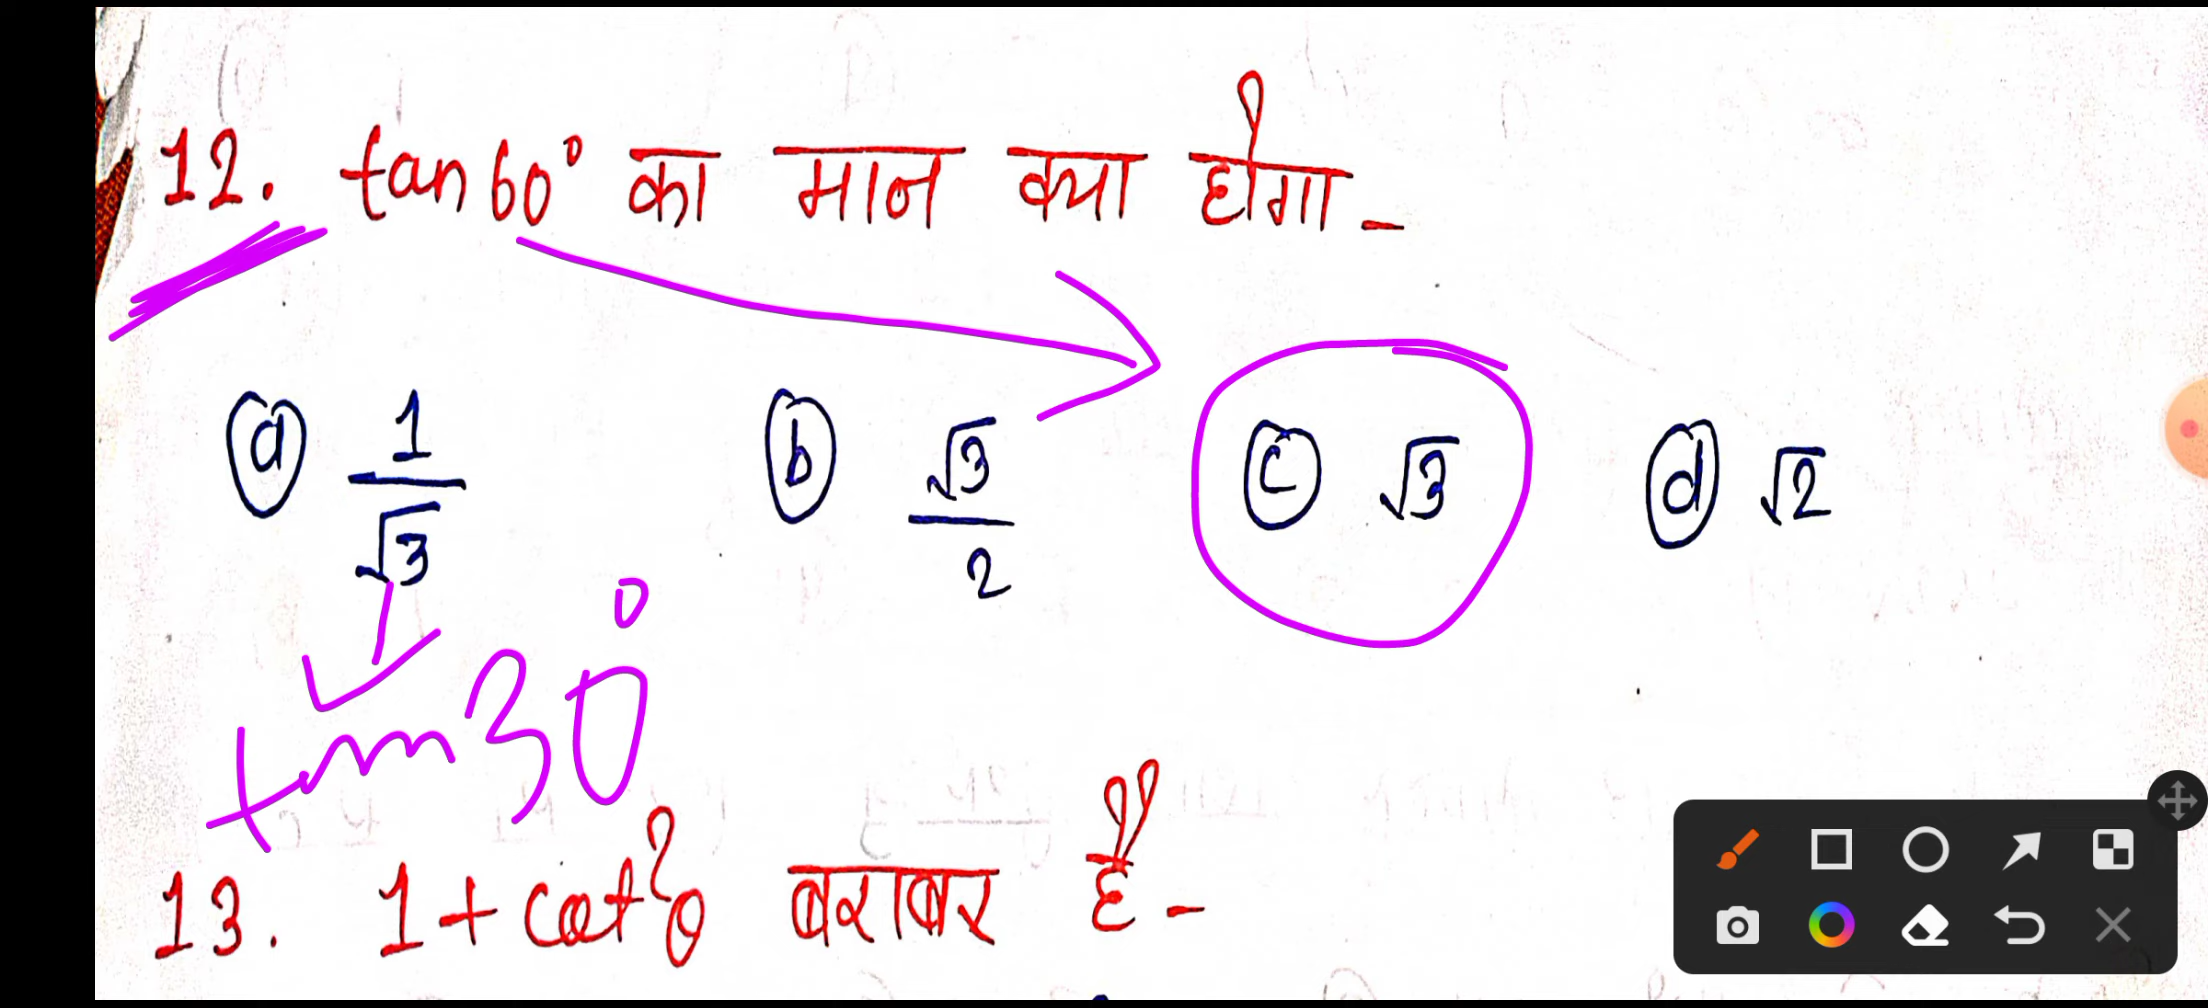 12. tan 60° का मान क्या होगा -
(a) 1/√3 (b) √3/2 (c) √3 (d) √2
tan 30°
13. 1 + cot²θ बराबर है -